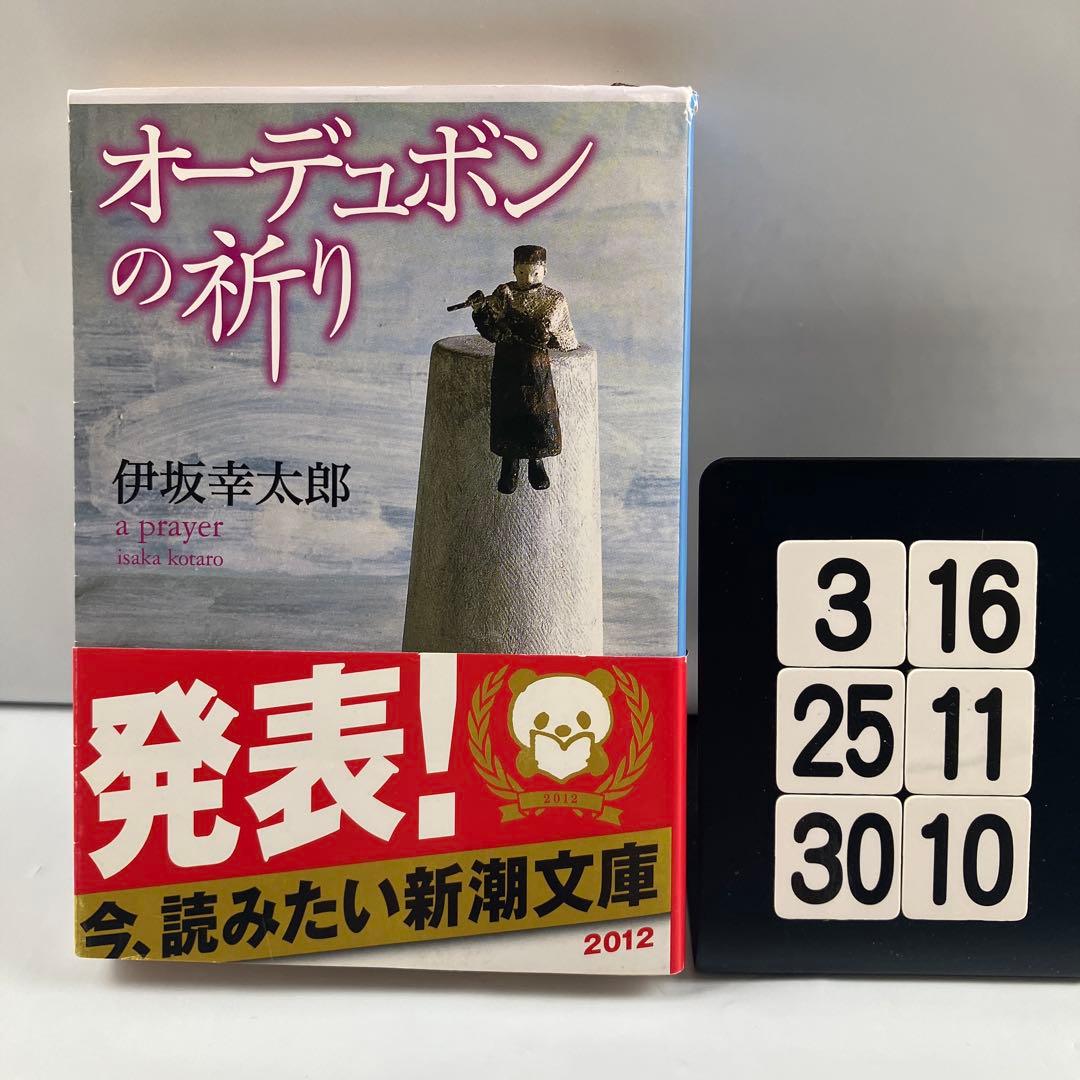 オーデュボン
の祈り
伊坂幸太郎
a prayer
isaka kotaro
発表!
2012
今、読みたい新潮文庫
2012
3 16
25 11
30 10